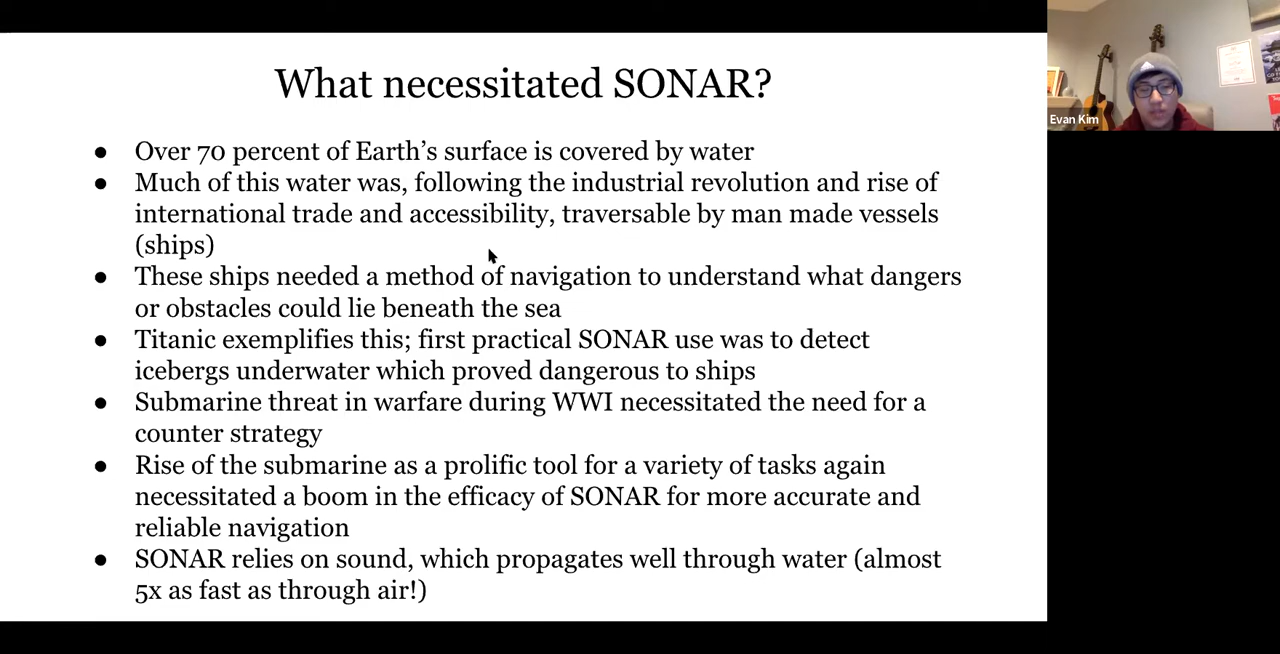 What necessitated SONAR?
● Over 70 percent of Earth's surface is covered by water
● Much of this water was, following the industrial revolution and rise of
international trade and accessibility, traversable by man made vessels
(ships)
● These ships needed a method of navigation to understand what dangers
or obstacles could lie beneath the sea
● Titanic exemplifies this; first practical SONAR use was to detect
icebergs underwater which proved dangerous to ships
● Submarine threat in warfare during WWI necessitated the need for a
counter strategy
● Rise of the submarine as a prolific tool for a variety of tasks again
necessitated a boom in the efficacy of SONAR for more accurate and
reliable navigation
● SONAR relies on sound, which propagates well through water (almost
5x as fast as through air!)
Evan Kim